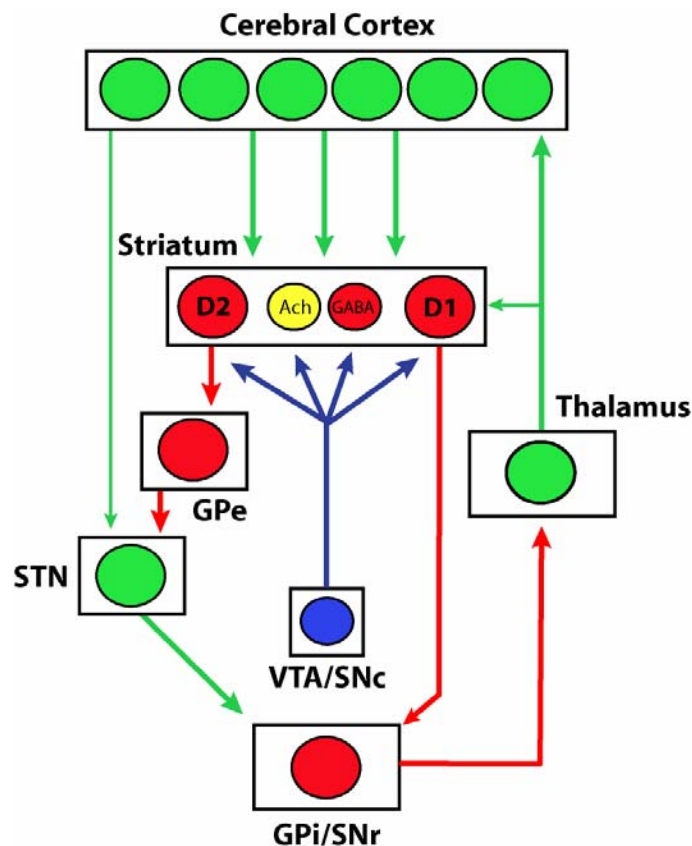 Cerebral Cortex
Striatum
D2
Ach
GABA
D1
Thalamus
GPe
STN
VTA/SNc
GPi/SNr